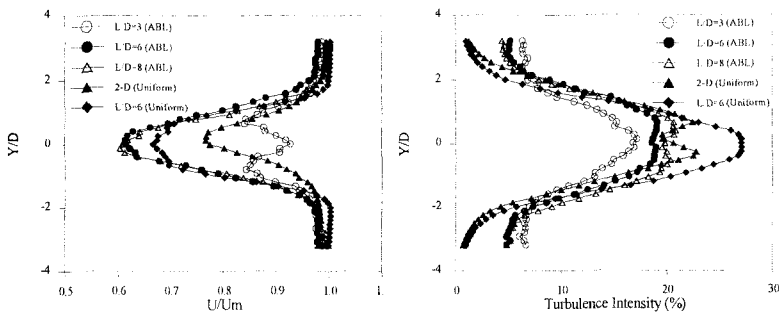 4
2
0
-2
-4
Y/D
L/D=3 (ABL)
L/D=6 (ABL)
L/D=8 (ABL)
2-D (Uniform)
L/D=6 (Uniform)
0.5
0.6
0.7
0.8
0.9
1.0
1.
U/Um
4
2
0
-2
-4
Y/D
L/D=3 (ABL)
L/D=6 (ABL)
L/D=8 (ABL)
2-D (Uniform)
L/D=6 (Uniform)
0
10
20
30
Turbulence Intensity (%)